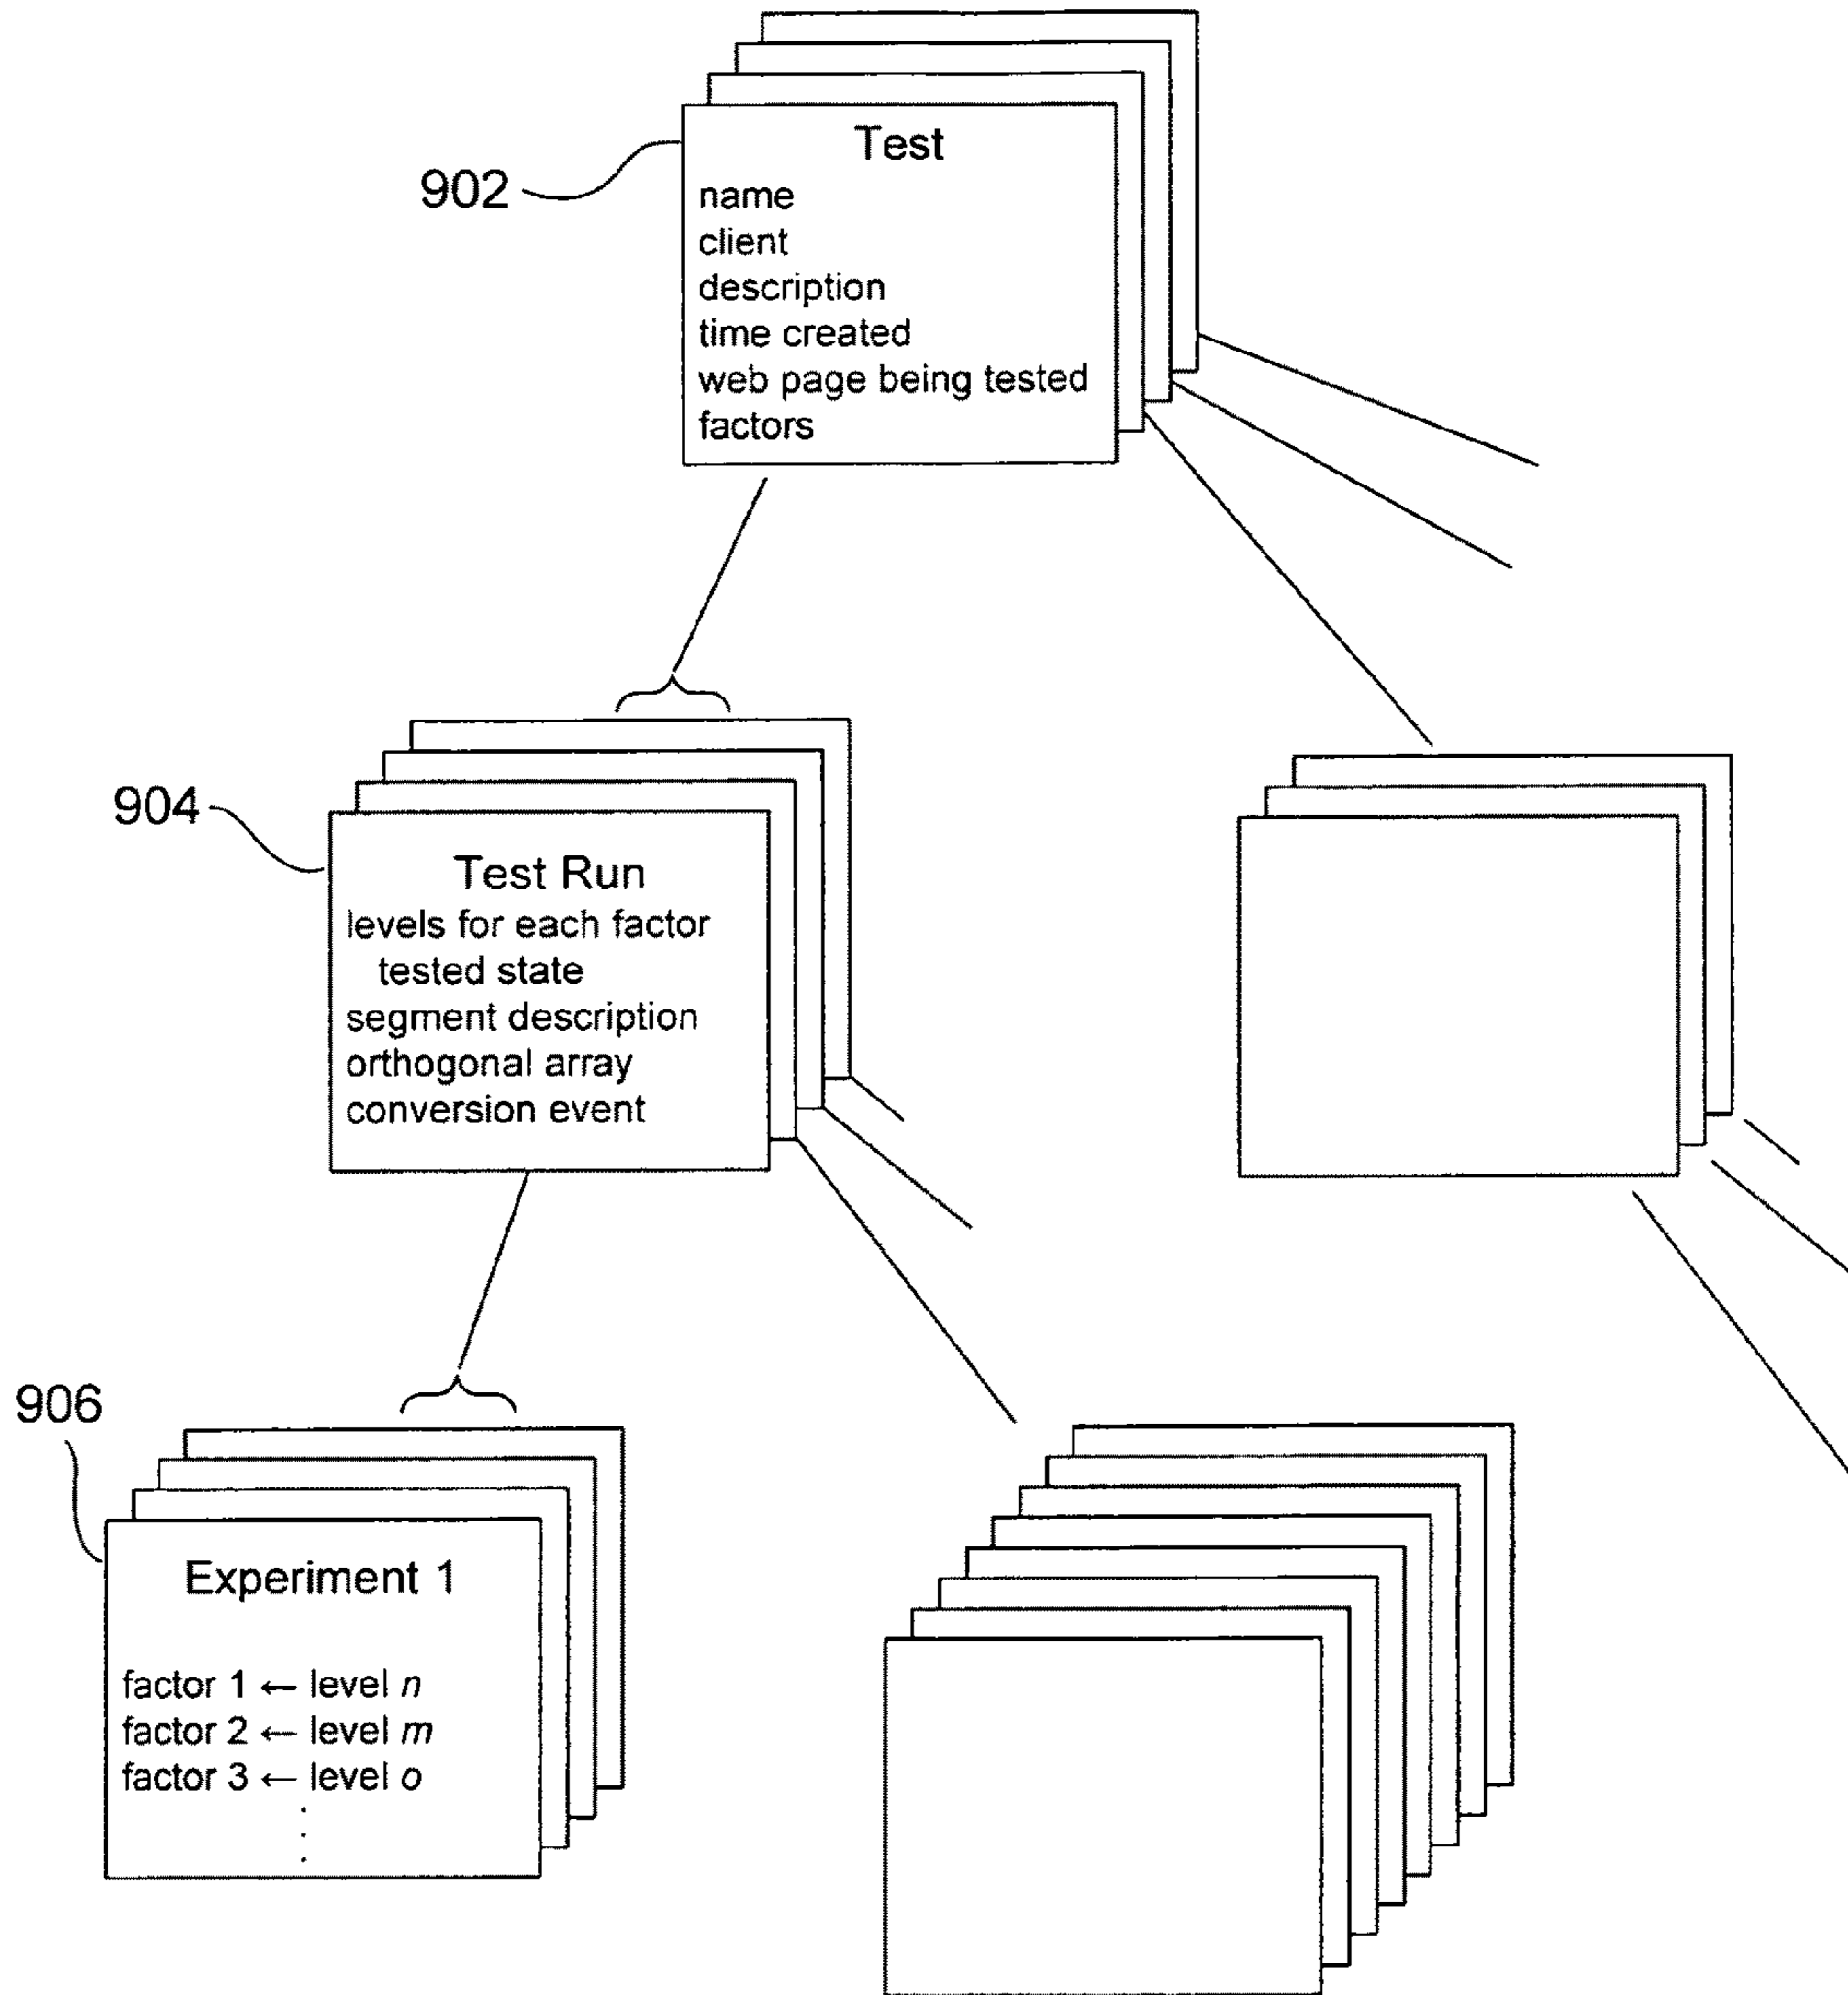 Test
902
name
client
description
time created
web page being tested
factors
904
Test Run
levels for each factor
tested state
segment description
orthogonal array
conversion event
906
Experiment 1
factor 1 ← level n
factor 2 ← level m
factor 3 ← level o
.
.
.